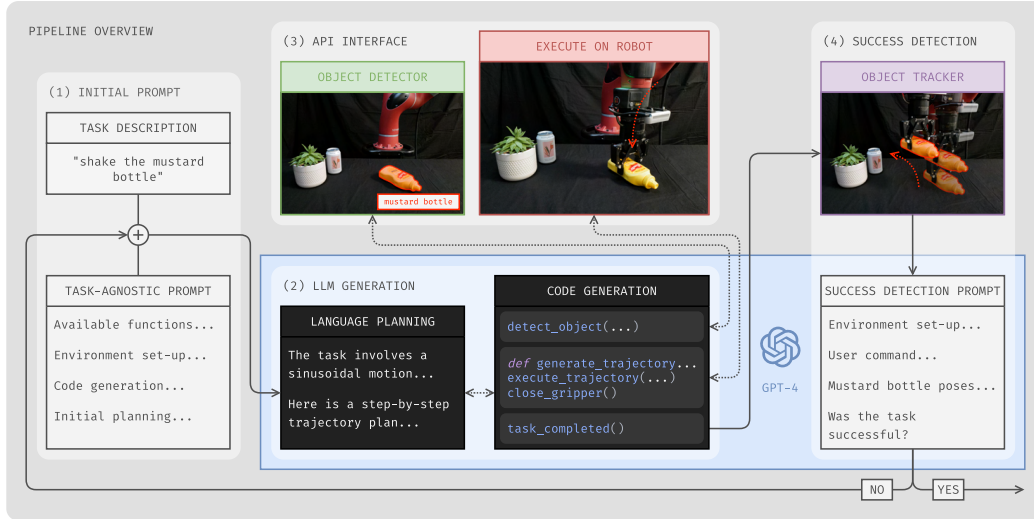 PIPELINE OVERVIEW
(1) INITIAL PROMPT
TASK DESCRIPTION
"shake the mustard
bottle"
+
TASK-AGNOSTIC PROMPT
Available functions...
Environment set-up...
Code generation...
Initial planning...
(3) API INTERFACE
OBJECT DETECTOR
mustard bottle
EXECUTE ON ROBOT
(2) LLM GENERATION
LANGUAGE PLANNING
The task involves a
sinusoidal motion...
Here is a step-by-step
trajectory plan...
CODE GENERATION
detect_object(...)
def generate_trajectory...
execute_trajectory(...)
close_gripper()
task_completed()
GPT-4
(4) SUCCESS DETECTION
OBJECT TRACKER
SUCCESS DETECTION PROMPT
Environment set-up...
User command...
Mustard bottle poses...
Was the task
successful?
NO
YES